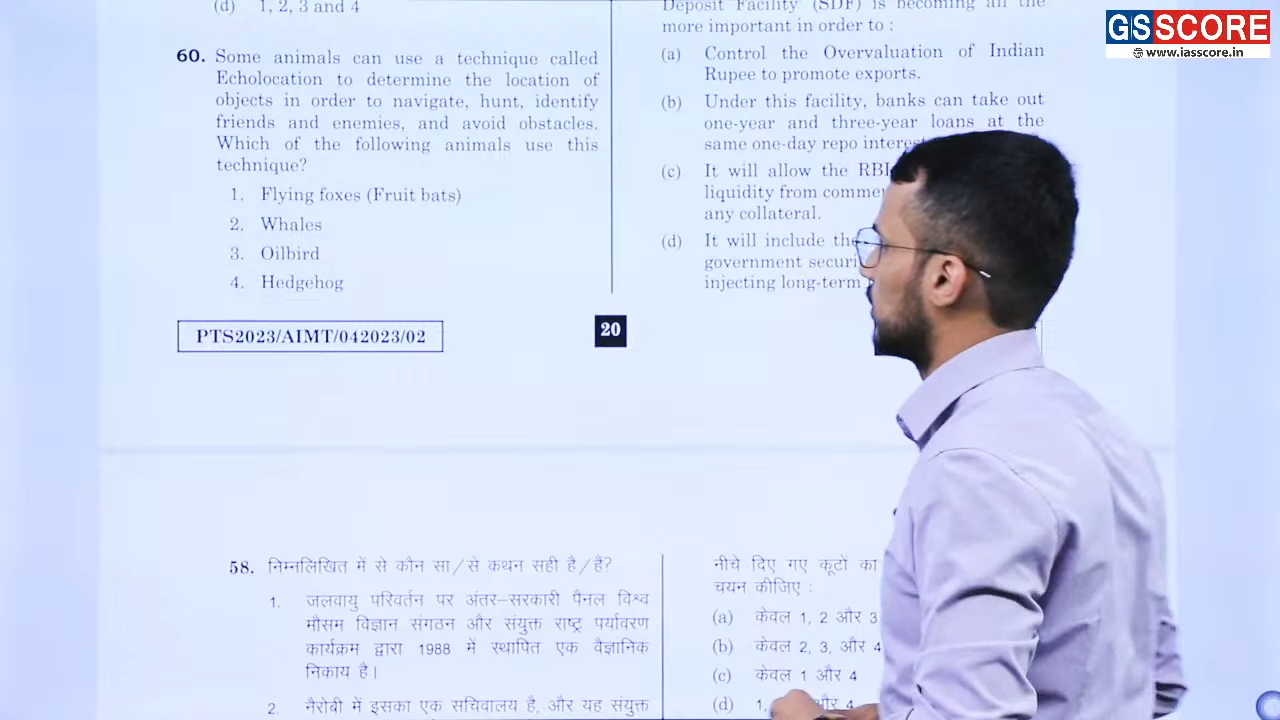 (d) 1, 2, 3 and 4
60. Some animals can use a technique called
Echolocation to determine the location of
objects in order to navigate, hunt, identify
friends and enemies, and avoid obstacles.
Which of the following animals use this
technique?
1. Flying foxes (Fruit bats)
2. Whales
3. Oilbird
4. Hedgehog
Deposit Facility (SDF) is becoming all the
more important in order to :
(a) Control the Overvaluation of Indian
Rupee to promote exports.
(b) Under this facility, banks can take out
one-year and three-year loans at the
same one-day repo
(c) It will allow the RBI
liquidity from
any collateral.
(d) It will include the
government
injecting long-term
PTS2023/AIMT/042023/02
20
58. निम्नलिखित में से कौन सा/से कथन सही है/हैं?
1. जलवायु परिवर्तन पर अंतर-सरकारी पैनल विश्व
मौसम विज्ञान संगठन और संयुक्त राष्ट्र पर्यावरण
कार्यक्रम द्वारा 1988 में स्थापित एक वैज्ञानिक
निकाय है।
2. नैरोबी में इसका एक सचिवालय है, और यह संयुक्त
नीचे दिए गए कूटों का
चयन कीजिए :
(a) केवल 1, 2 और 3
(b) केवल 2, 3, और 4
(c) केवल 1 और 4
(d) 1, और 4
GSSCORE
www.iasscore.in